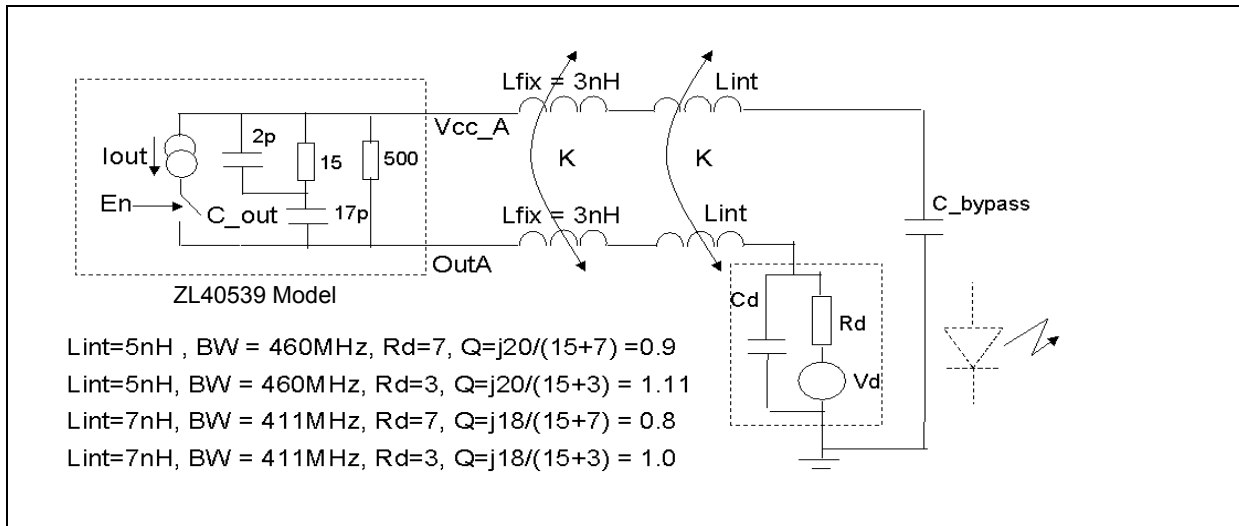 Lfix = 3nH
Lint
Vcc_A
2p
15
500
Iout
K
K
En
C_out
17p
Lfix = 3nH
Lint
C_bypass
OutA
ZL40539 Model
Cd
Rd
Vd
Lint=5nH , BW = 460MHz, Rd=7, Q=j20/(15+7) =0.9
Lint=5nH, BW = 460MHz, Rd=3, Q=j20/(15+3) = 1.11
Lint=7nH, BW = 411MHz, Rd=7, Q=j18/(15+7) = 0.8
Lint=7nH, BW = 411MHz, Rd=3, Q=j18/(15+3) = 1.0